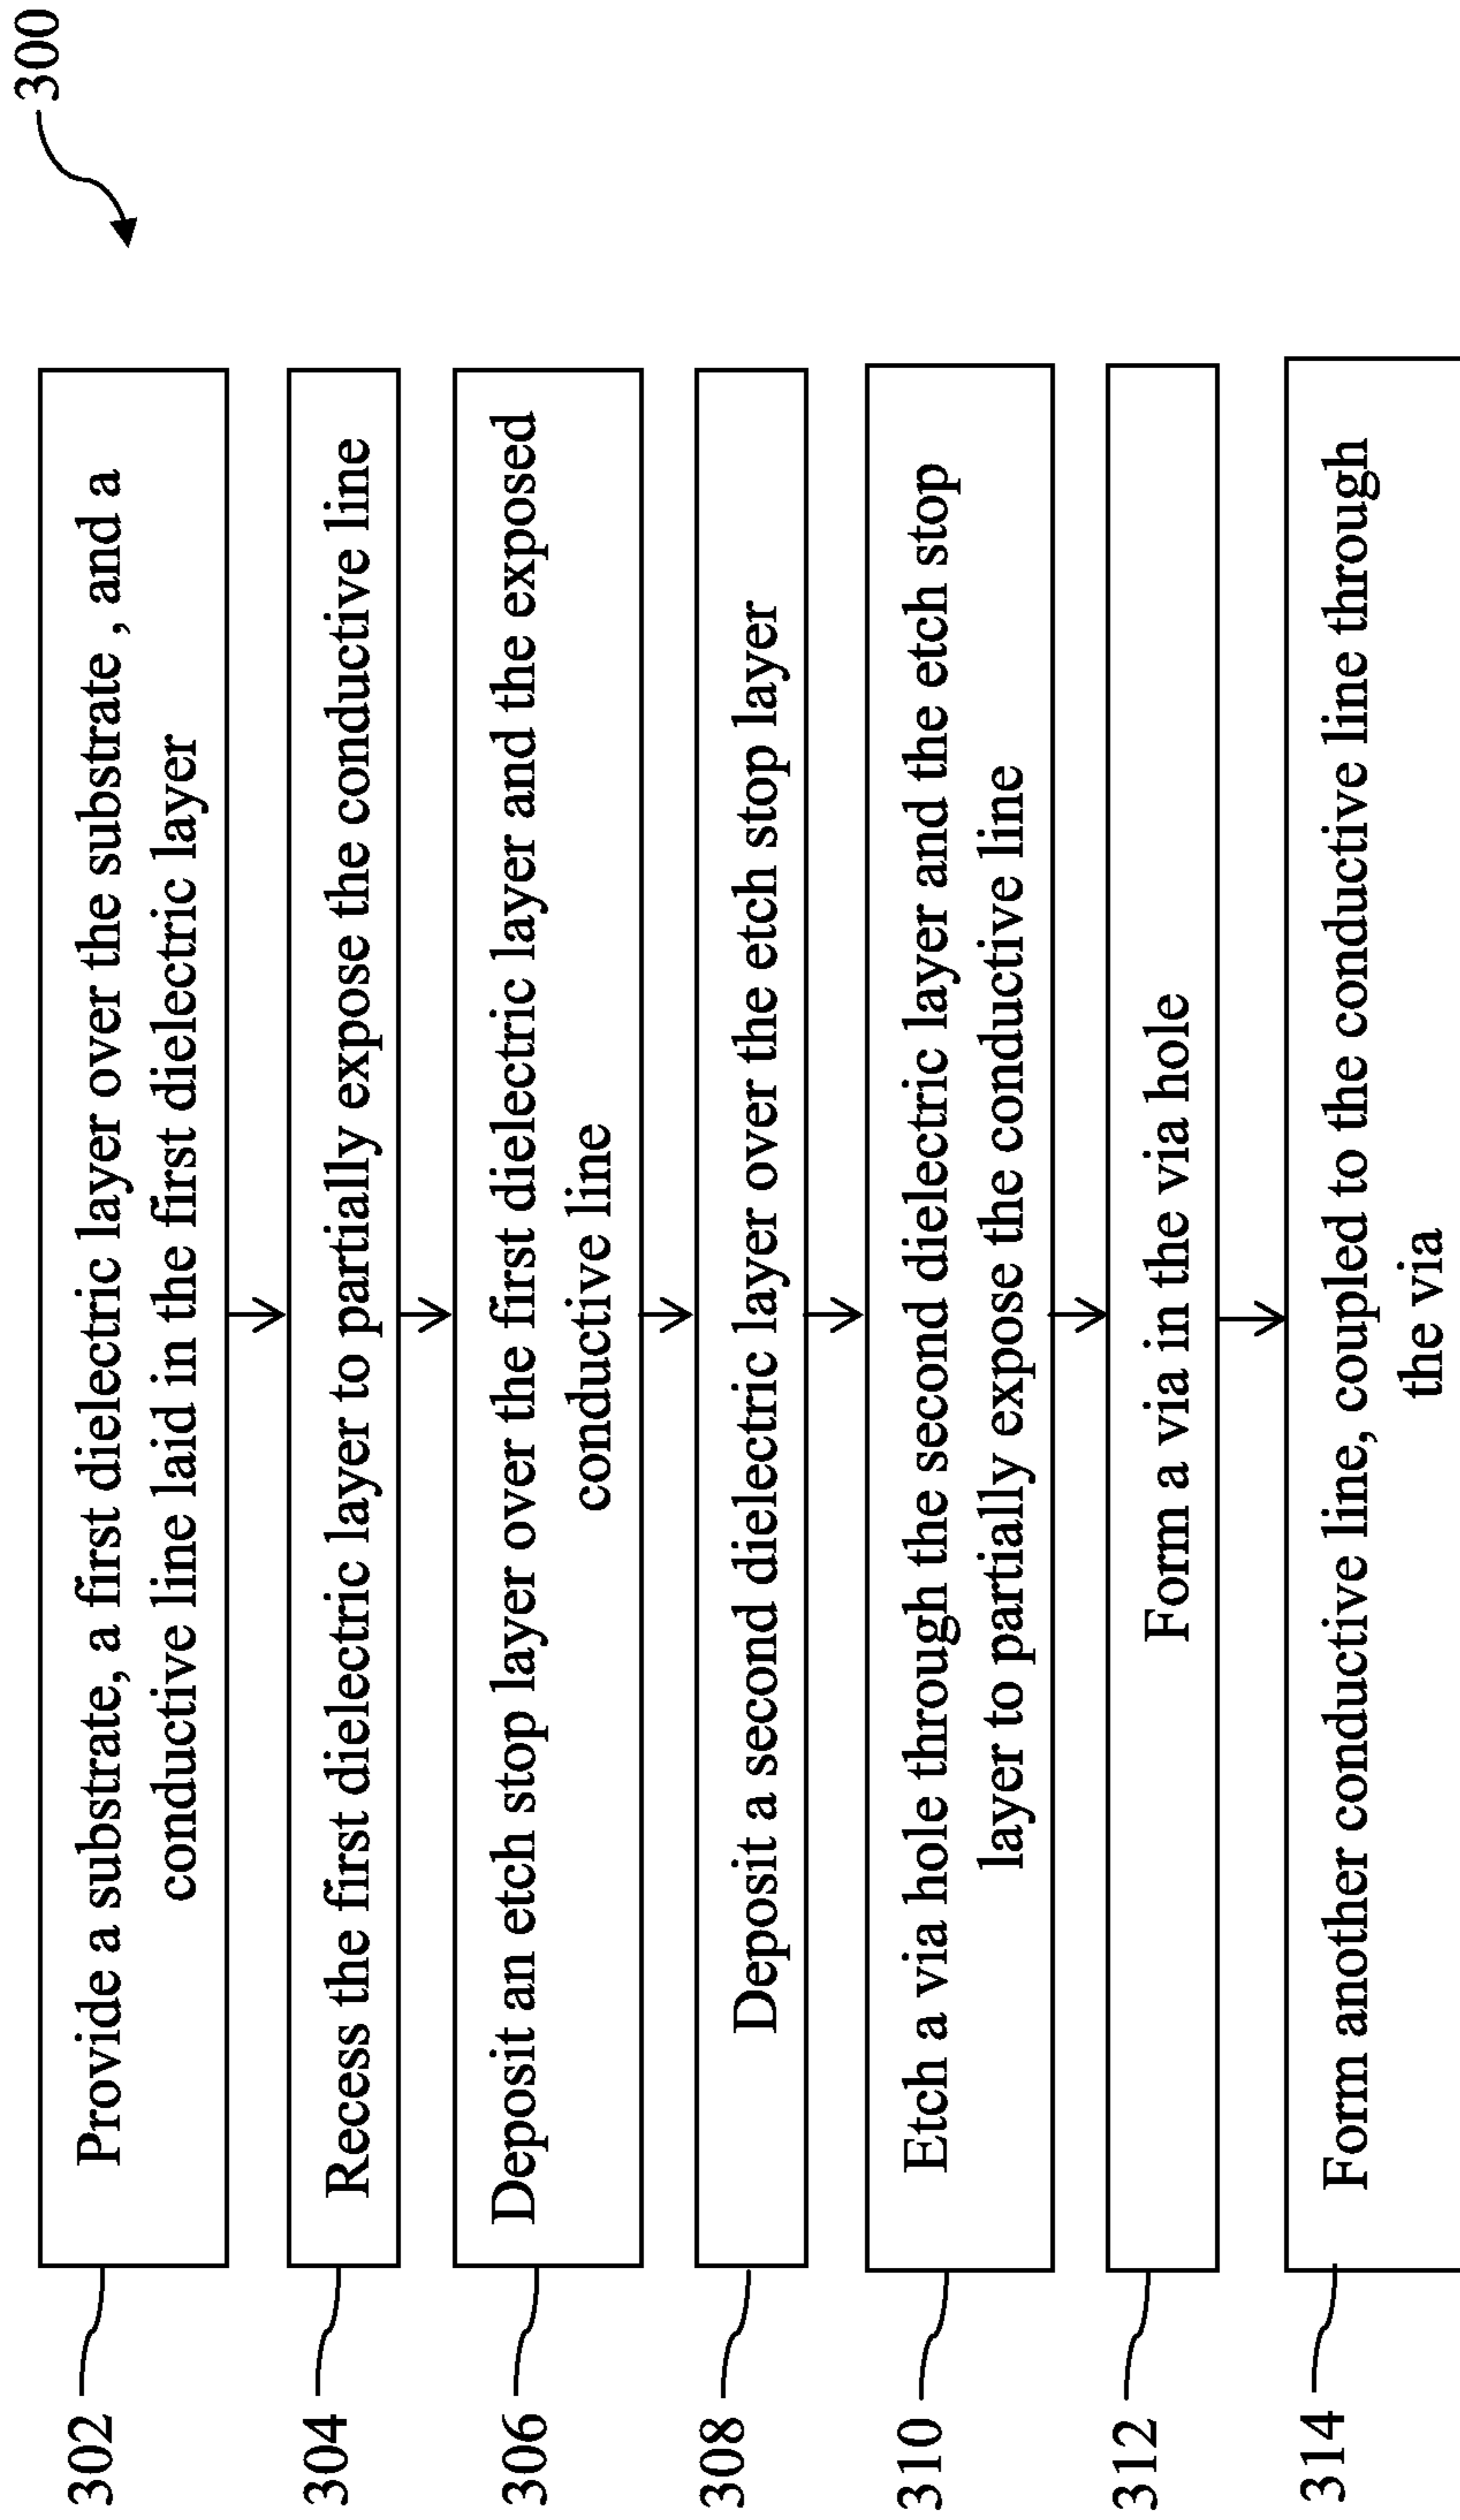 300
302
Provide a substrate, a first dielectric layer over the substrate , and a
conductive line laid in the first dielectric layer
304
Recess the first dielectric layer to partially expose the conductive line
306
Deposit an etch stop layer over the first dielectric layer and the exposed
conductive line
308
Deposit a second dielectric layer over the etch stop layer
310
Etch a via hole through the second dielectric layer and the etch stop
layer to partially expose the conductive line
312
Form a via in the via hole
314
Form another conductive line, coupled to the conductive line through
the via